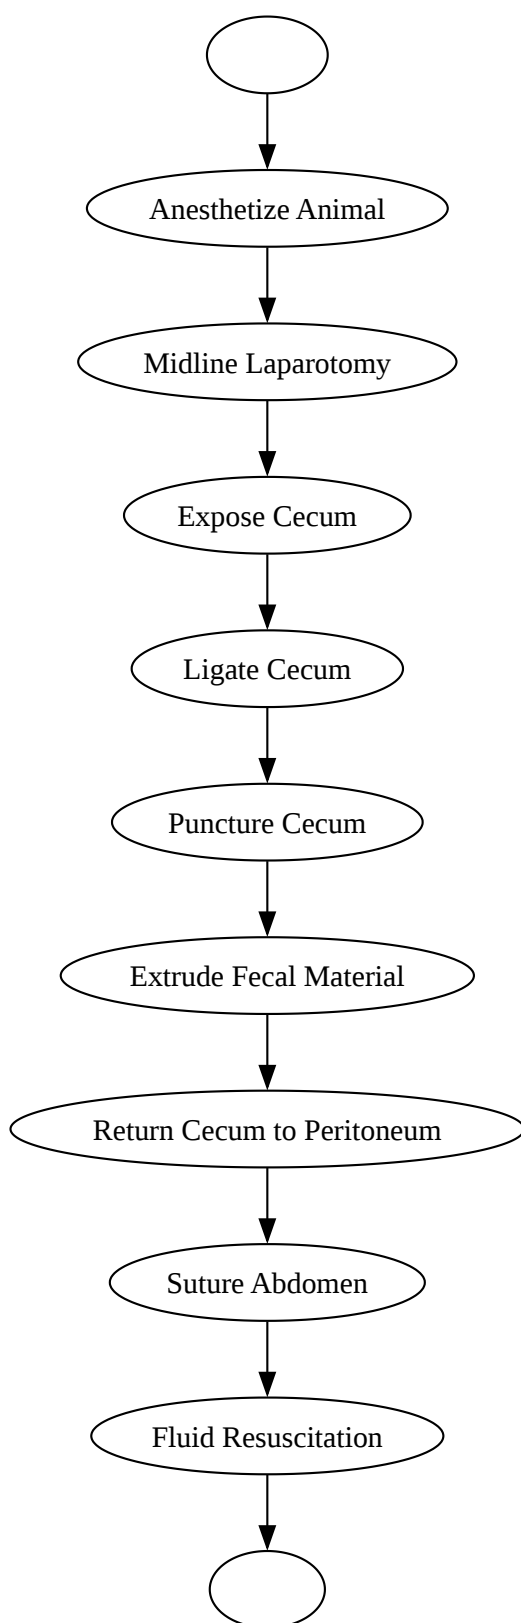 Anesthetize Animal
Midline Laparotomy
Expose Cecum
Ligate Cecum
Puncture Cecum
Extrude Fecal Material
Return Cecum to Peritoneum
Suture Abdomen
Fluid Resuscitation